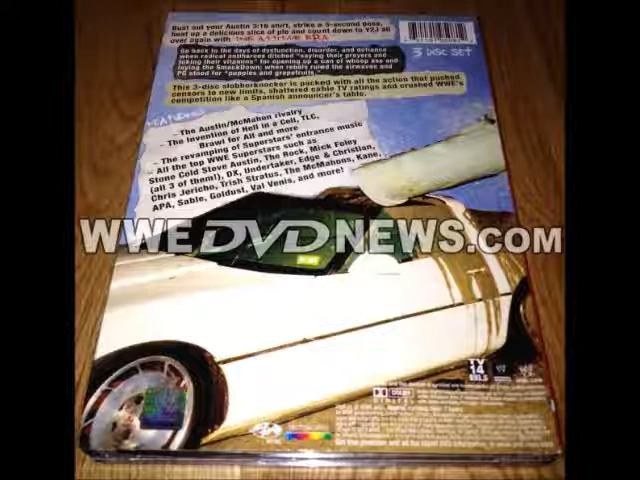 Bust out your Austin 3:16 shirt, strike a 5-second pose,
heat up a delicious slice of pie and count down to Y2J all
over again with THE ATTITUDE ERA
3 DISC SET
Go back to the days of dysfunction, disorder, and defiance
when radical antiheroes ditched "saying their prayers and
taking their vitamins" for opening up a can of whoop ass and
laying the SmackDown; when rebels ruled the airwaves and
PG stood for "puppies and grapefruits."
This 3-disc slobberknocker is packed with all the action that pushed
censors to new limits, shattered cable TV ratings and crushed WWE's
competition like a Spanish announcer's table.
FEATURING
- The Austin/McMahon rivalry
- The invention of Hell in a Cell, TLC,
Brawl for All and more
- The revamping of Superstars' entrance music
- All the top WWE Superstars such as
Stone Cold Steve Austin, The Rock, Mick Foley
(all 3 of them!), DX, Undertaker, Edge & Christian,
Chris Jericho, Trish Stratus, The McMahons, Kane,
APA, Sable, Goldust, Val Venis, and more!
WWEDVDNEWS.COM
TV
14
DOLBY
DIGITAL